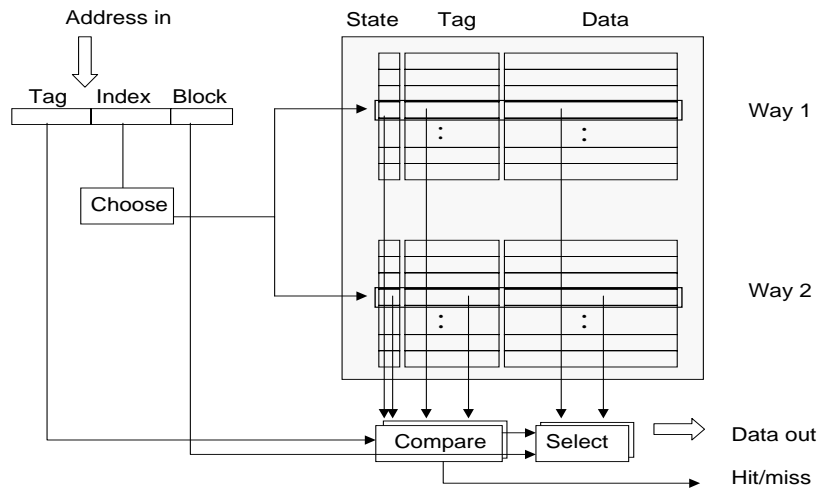 Address in
State Tag Data
Tag Index Block
Way 1
Choose
Way 2
Compare
Select
Data out
Hit/miss